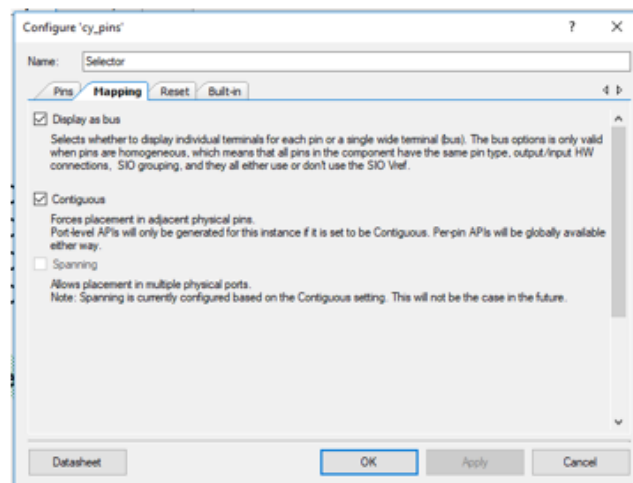 Configure 'cy_pins'
Name: Selector
Pins Mapping Reset Built-in
Display as bus
Selects whether to display individual terminals for each pin or a single wide terminal (bus). The bus options is only valid
when pins are homogeneous, which means that all pins in the component have the same pin type, output/input HW
connections, SIO grouping, and they all either use or don't use the SIO Vref.
Contiguous
Forces placement in adjacent physical pins.
Port-level APIs will only be generated for this instance if it is set to be Contiguous. Per-pin APIs will be globally available
either way.
Spanning
Allows placement in multiple physical ports.
Note: Spanning is currently configured based on the Contiguous setting. This will not be the case in the future.
Datasheet OK Apply Cancel